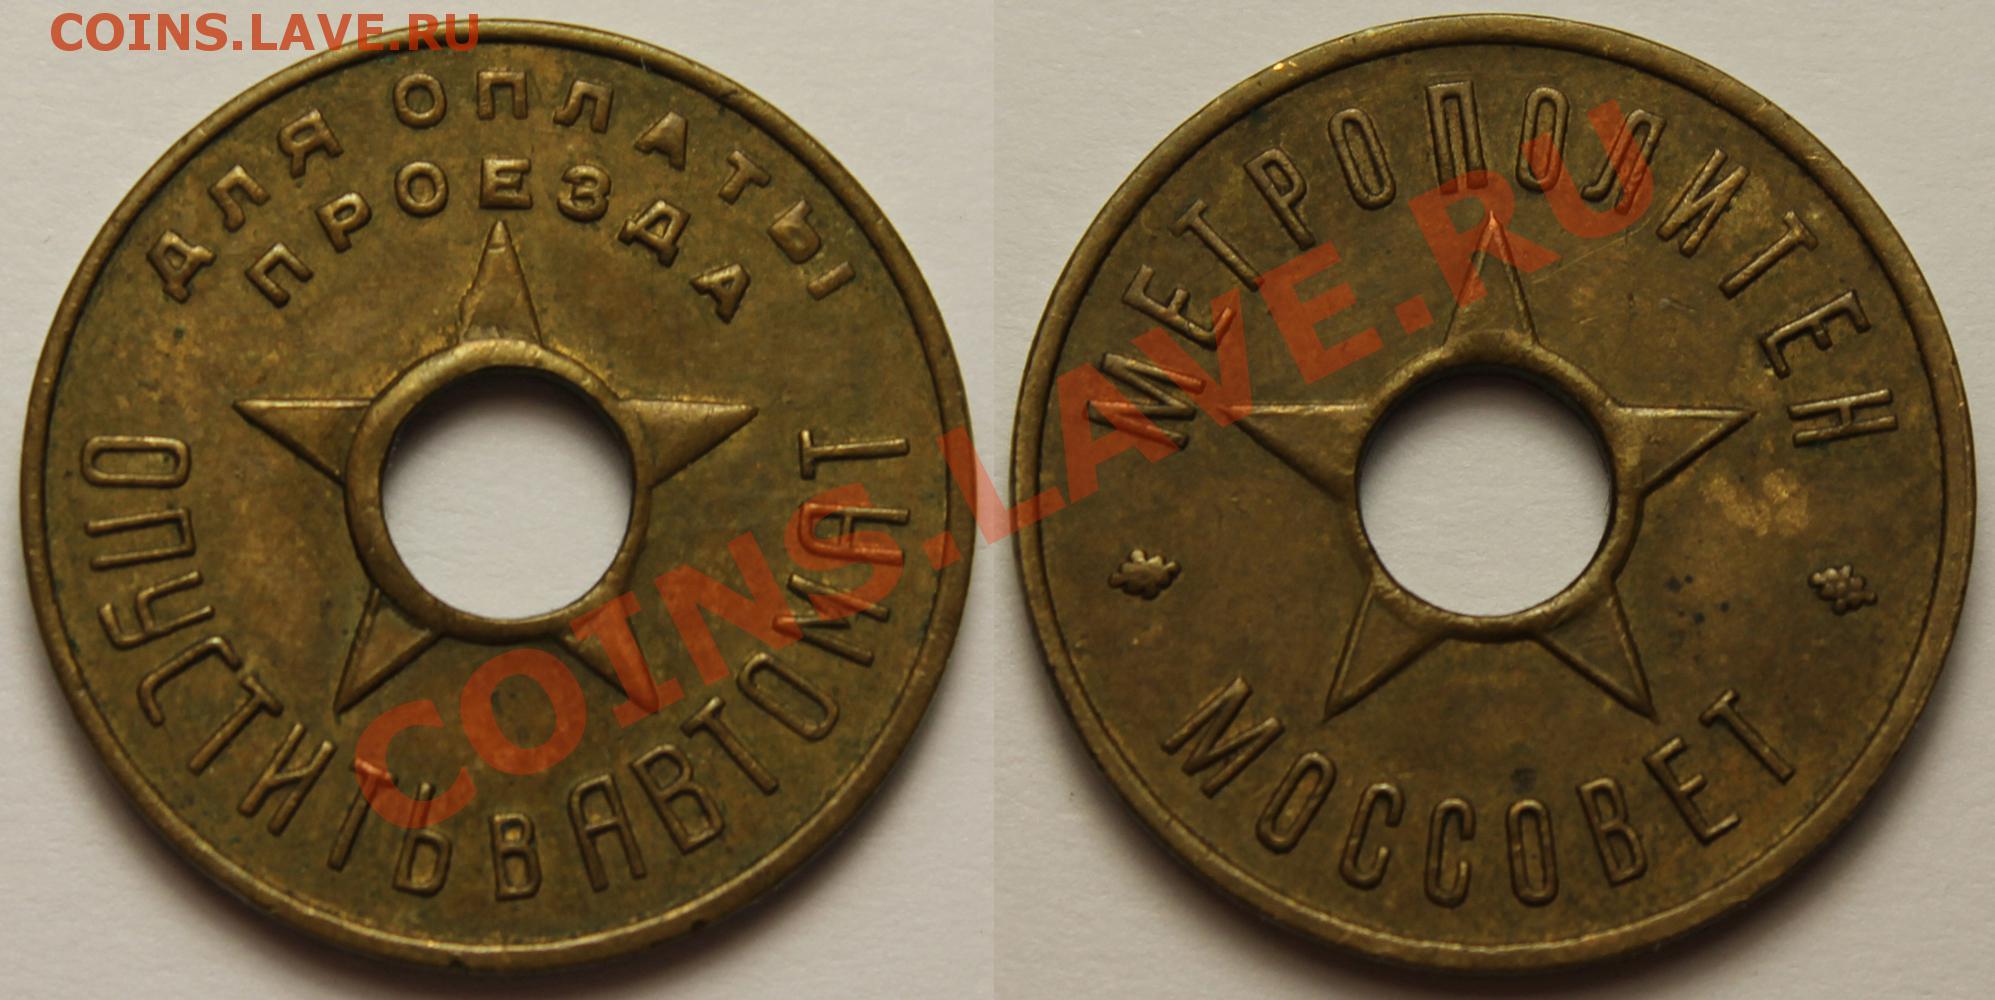 COINS.LAVE.RU
ДЛЯ ОПЛАТЫ
ПРОЕЗДА
ОПУСТИТЬ В АВТОМАТ
МЕТРОПОЛИТЕН
МОССОВЕТ
COINS.LAVE.RU